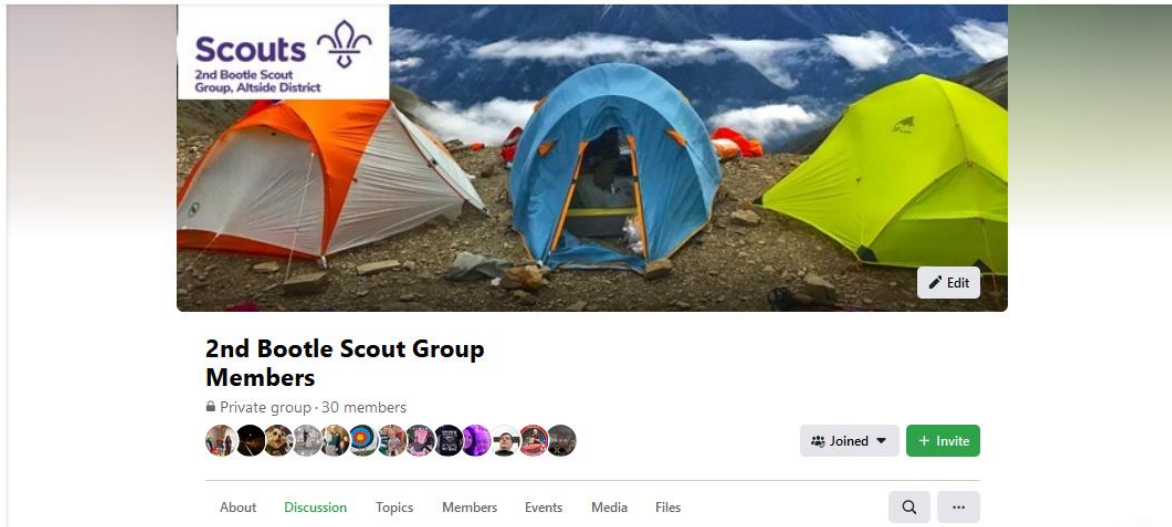 Scouts
2nd Bootle Scout
Group, Altside District
Edit
2nd Bootle Scout Group
Members
Private group · 30 members
Joined
+ Invite
About Discussion Topics Members Events Media Files